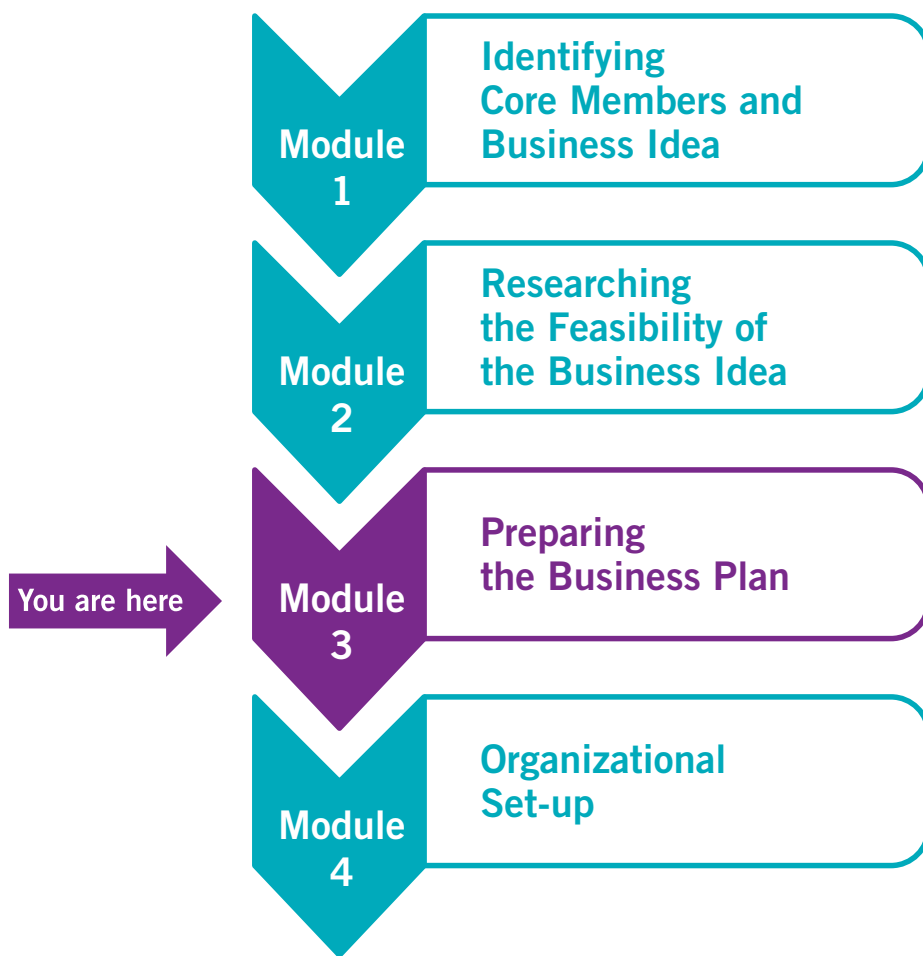 Module
1
Identifying
Core Members and
Business Idea
Module
2
Researching
the Feasibility of
the Business Idea
You are here
Module
3
Preparing
the Business Plan
Module
4
Organizational
Set-up